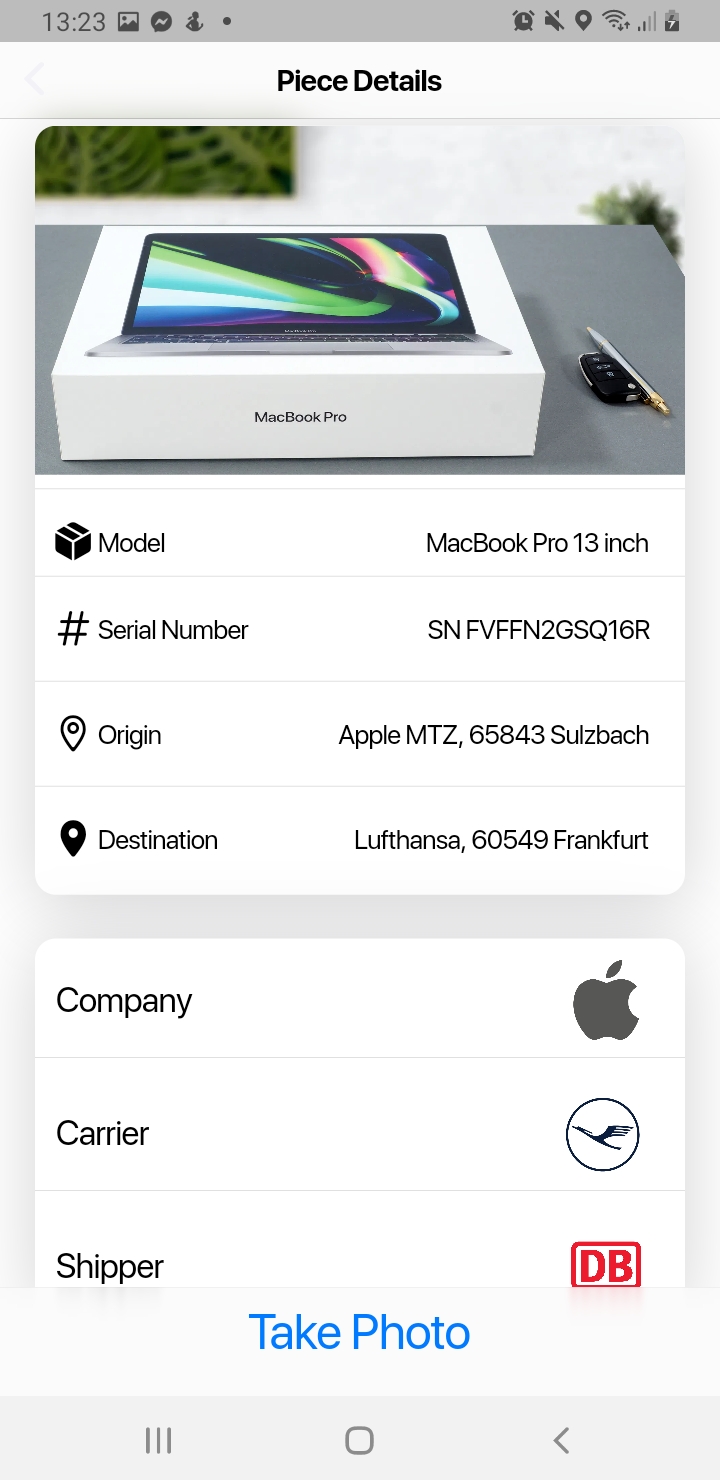 13:23
Piece Details
MacBook Pro
Model MacBook Pro 13 inch
Serial Number SN FVFFN2GSQ16R
Origin Apple MTZ, 65843 Sulzbach
Destination Lufthansa, 60549 Frankfurt
Company
Carrier
Shipper DB
Take Photo